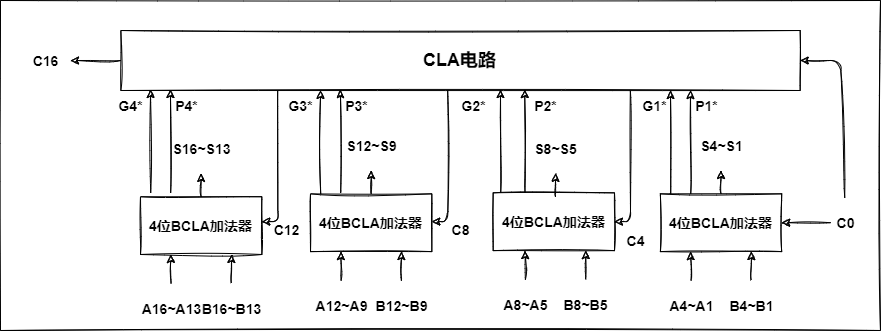 CLA电路
C16
G4*
P4*
G3*
P3*
G2*
P2*
G1*
P1*
S16~S13
S12~S9
S8~S5
S4~S1
4位BCLA加法器
C12
4位BCLA加法器
C8
4位BCLA加法器
C4
4位BCLA加法器
C0
A16~A13B16~B13
A12~A9
B12~B9
A8~A5
B8~B5
A4~A1
B4~B1